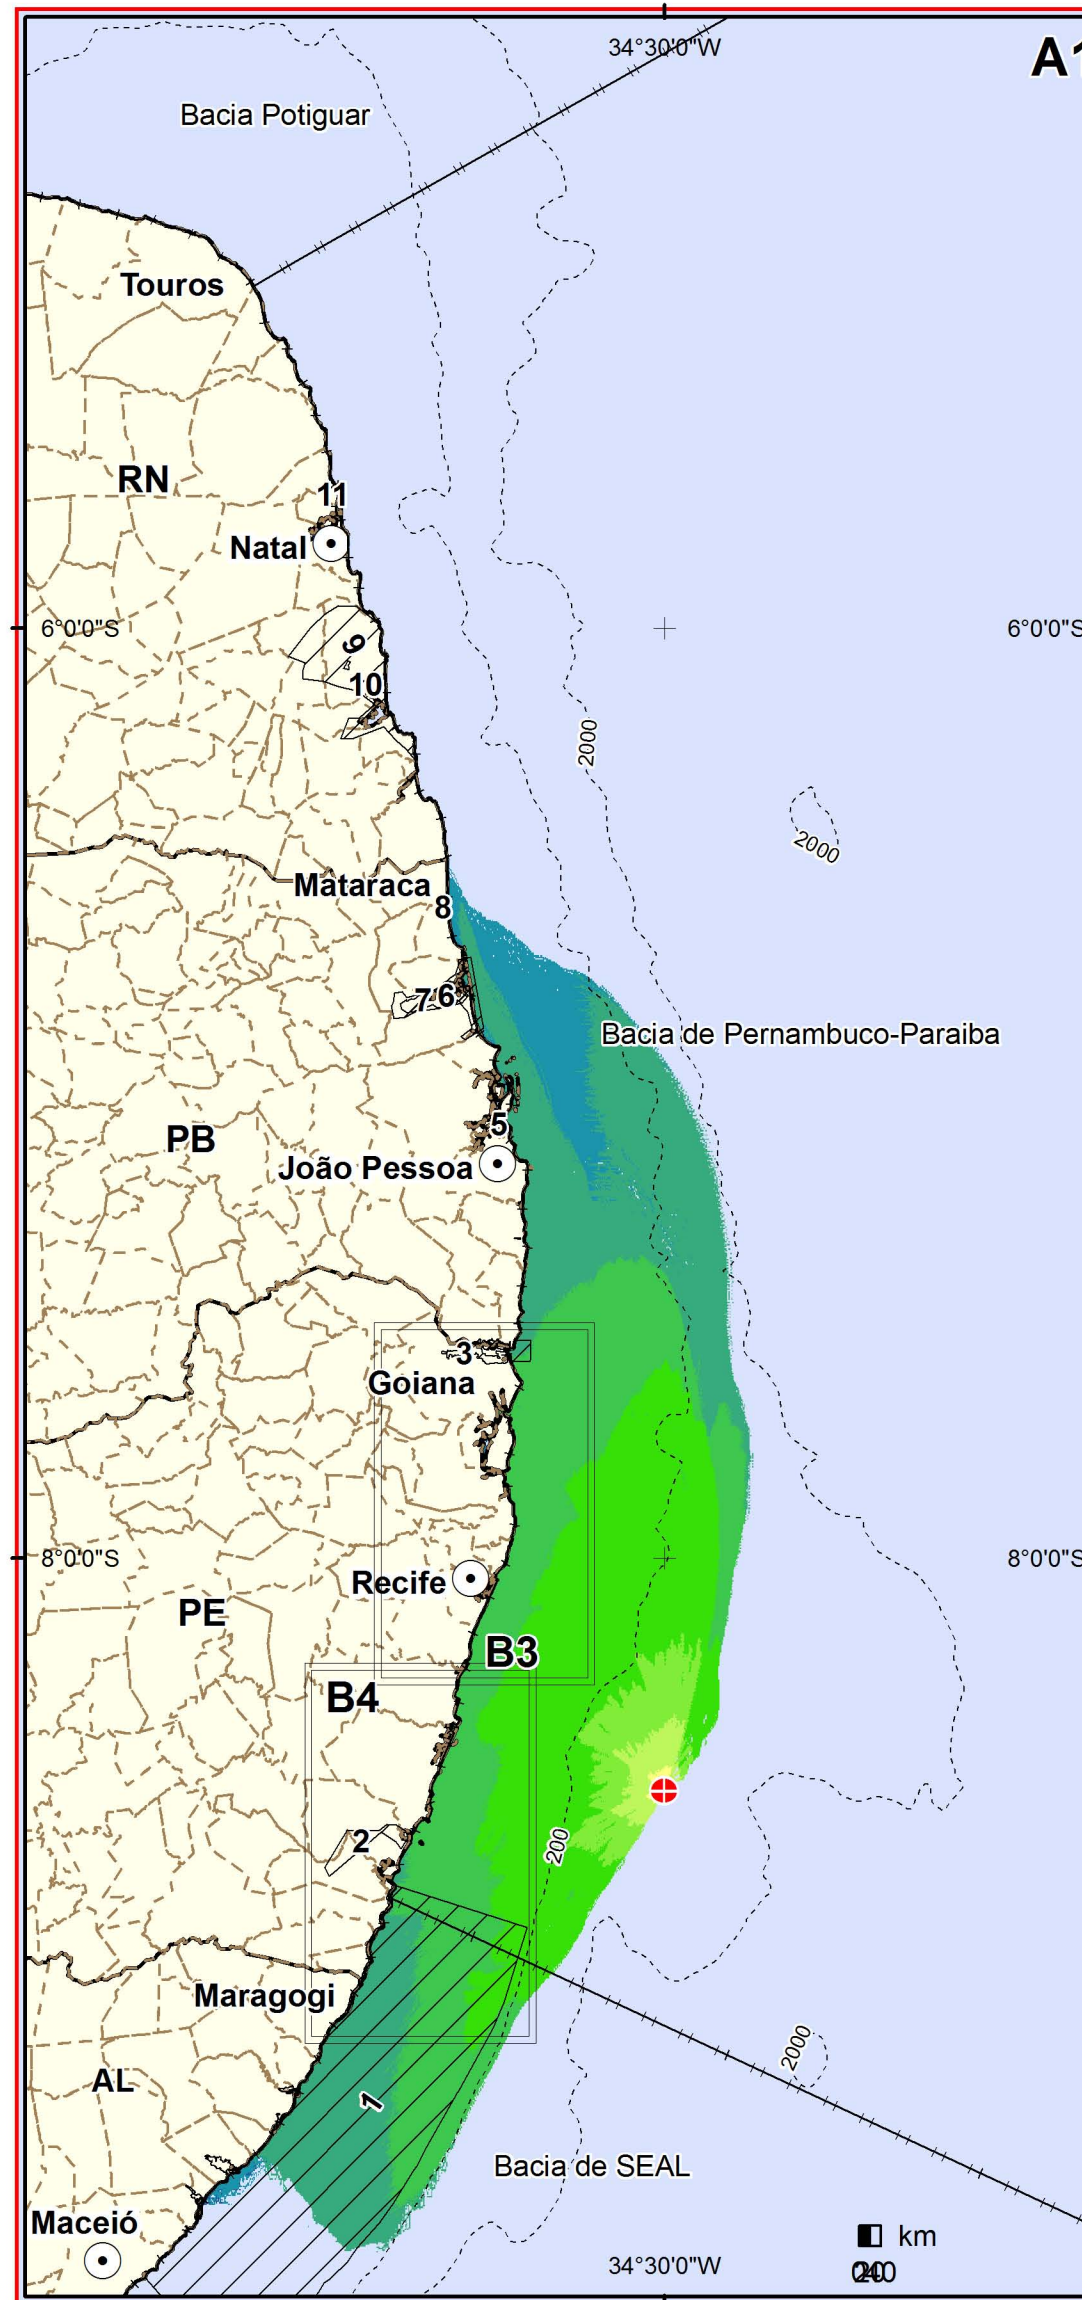 34°30'0"W
A1
Bacia Potiguar
Touros
RN
11
Natal
6°0'0"S
6°0'0"S
9
10
2000
2000
Mataraca
8
7
6
Bacia de Pernambuco-Paraiba
5
PB
João Pessoa
3
Goiana
8°0'0"S
8°0'0"S
Recife
PE
B3
B4
2
200
Maragogi
2000
AL
1
Bacia de SEAL
Maceió
km
34°30'0"W